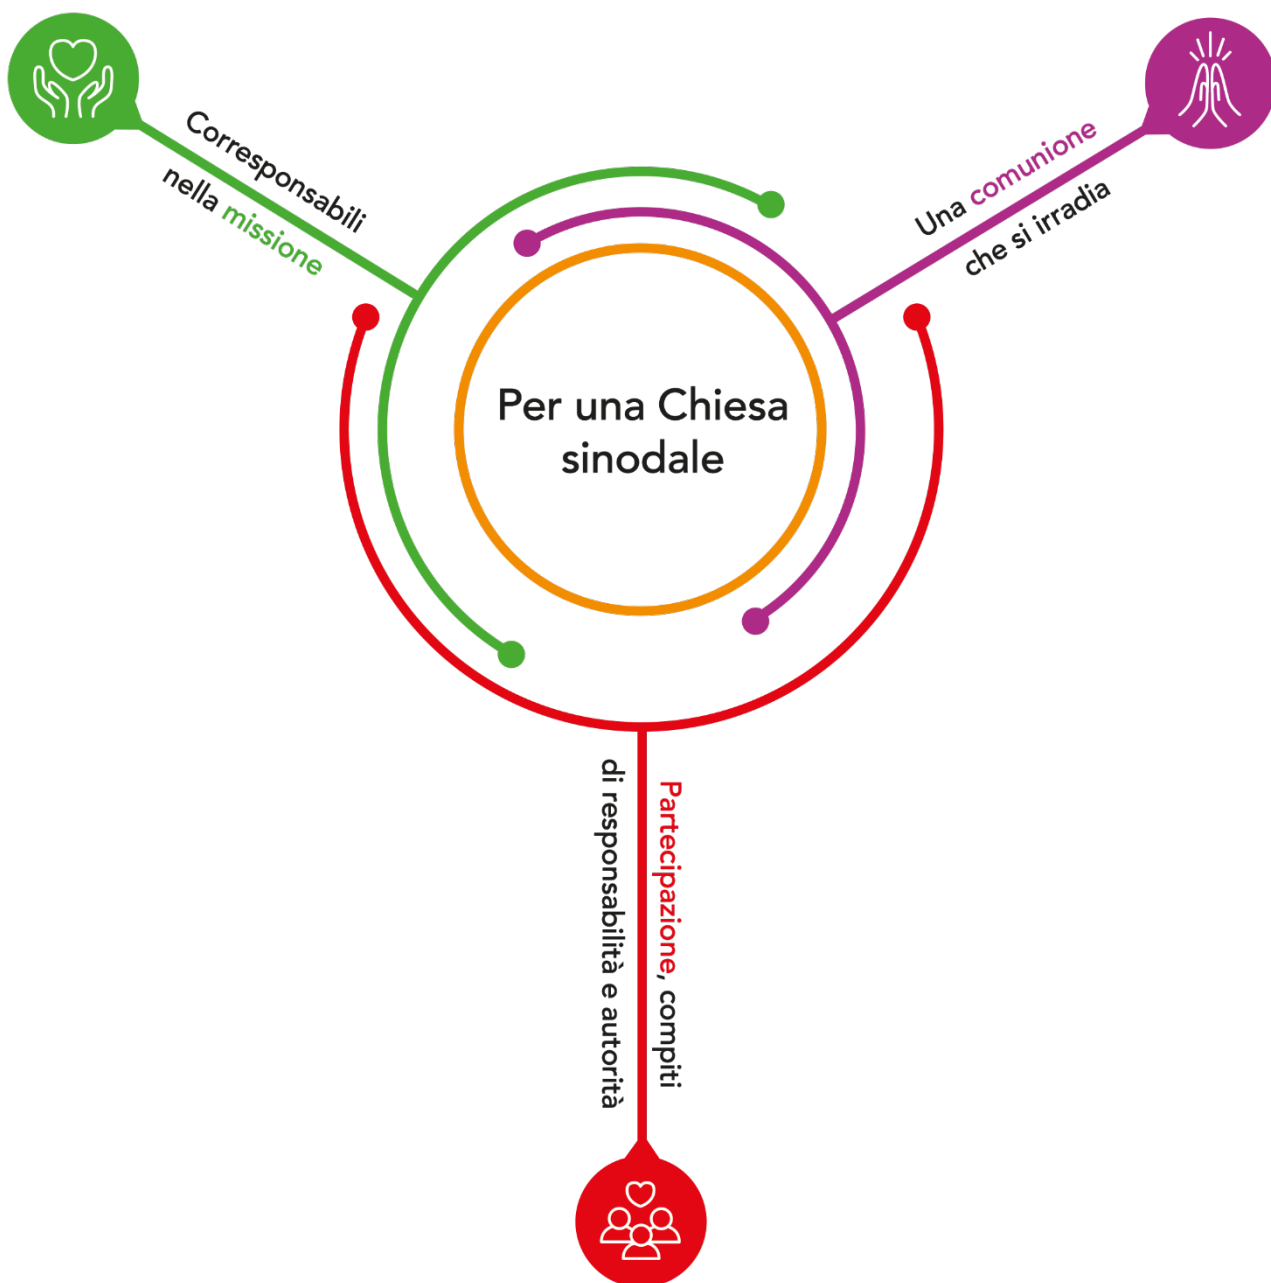 Corresponsabili
nella missione
Una comunione
che si irradia
Per una Chiesa
sinodale
Partecipazione, compiti
di responsabilità e autorità